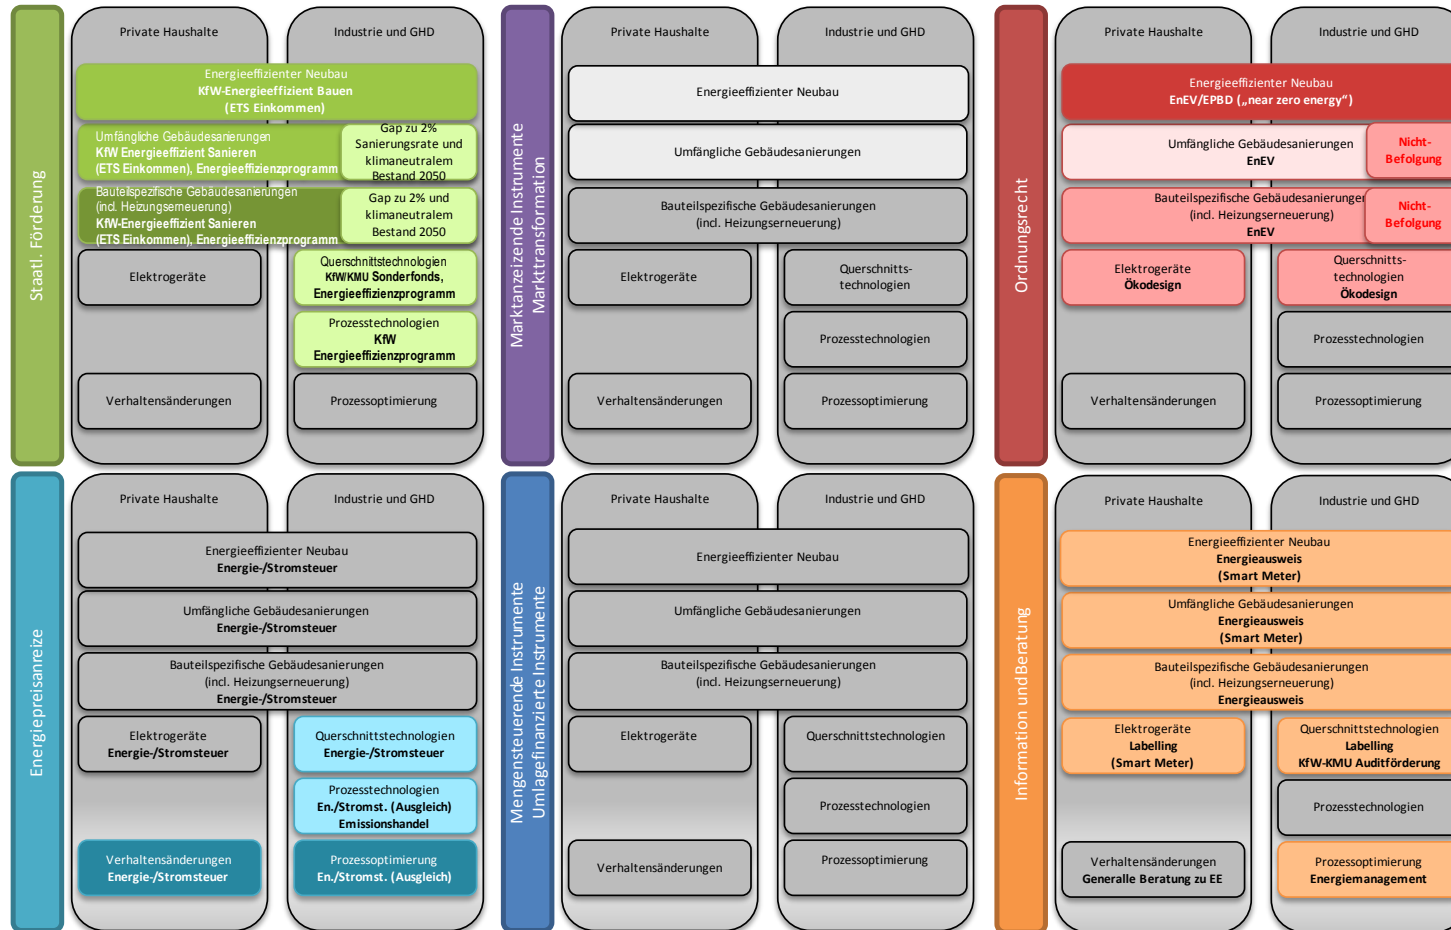 Staatl. Förderung
Private Haushalte
Industrie und GHD
Energieeffizienter Neubau
KfW-Energieeffizient Bauen
(ETS Einkommen)
Umfängliche Gebäudesanierungen
KfW Energieeffizient Sanieren
(ETS Einkommen), Energieeffizienzprogramm
Gap zu 2%
Sanierungsrate und
klimaneutralem
Bestand 2050
Bauteilspezifische Gebäudesanierungen
(incl. Heizungserneuerung)
KfW-Energieeffizient Sanieren
(ETS Einkommen), Energieeffizienzprogramm
Gap zu 2% und
klimaneutralem
Bestand 2050
Elektrogeräte
Querschnittstechnologien
KfW/KMU Sonderfonds,
Energieeffizienzprogramm
Prozesstechnologien
KfW
Energieeffizienzprogramm
Verhaltensänderungen
Prozessoptimierung
Marktanzeizende Instrumente
Markttransformation
Private Haushalte
Industrie und GHD
Energieeffizienter Neubau
Umfängliche Gebäudesanierungen
Bauteilspezifische Gebäudesanierungen
(incl. Heizungserneuerung)
Elektrogeräte
Querschnitts-
technologien
Prozesstechnologien
Verhaltensänderungen
Prozessoptimierung
Ordnungsrecht
Private Haushalte
Industrie und GHD
Energieeffizienter Neubau
EnEV/EPBD („near zero energy“)
Umfängliche Gebäudesanierungen
EnEV
Nicht-
Befolgung
Bauteilspezifische Gebäudesanierungen
(incl. Heizungserneuerung)
EnEV
Nicht-
Befolgung
Elektrogeräte
Ökodesign
Querschnitts-
technologien
Ökodesign
Prozesstechnologien
Verhaltensänderungen
Prozessoptimierung
Energiepreisanreize
Private Haushalte
Industrie und GHD
Energieeffizienter Neubau
Energie-/Stromsteuer
Umfängliche Gebäudesanierungen
Energie-/Stromsteuer
Bauteilspezifische Gebäudesanierungen
(incl. Heizungserneuerung)
Energie-/Stromsteuer
Elektrogeräte
Energie-/Stromsteuer
Querschnittstechnologien
Energie-/Stromsteuer
Prozesstechnologien
En./Stromst. (Ausgleich)
Emissionshandel
Verhaltensänderungen
Energie-/Stromsteuer
Prozessoptimierung
En./Stromst. (Ausgleich)
Mengensteuerende Instrumente
Umlagefinanzierte Instrumente
Private Haushalte
Industrie und GHD
Energieeffizienter Neubau
Umfängliche Gebäudesanierungen
Bauteilspezifische Gebäudesanierungen
(incl. Heizungserneuerung)
Elektrogeräte
Querschnittstechnologien
Prozesstechnologien
Verhaltensänderungen
Prozessoptimierung
Information und Beratung
Private Haushalte
Industrie und GHD
Energieeffizienter Neubau
Energieausweis
(Smart Meter)
Umfängliche Gebäudesanierungen
Energieausweis
(Smart Meter)
Bauteilspezifische Gebäudesanierungen
(incl. Heizungserneuerung)
Energieausweis
Elektrogeräte
Labelling
(Smart Meter)
Querschnittstechnologien
Labelling
KfW-KMU Auditförderung
Prozesstechnologien
Verhaltensänderungen
Generalle Beratung zu EE
Prozessoptimierung
Energiemanagement